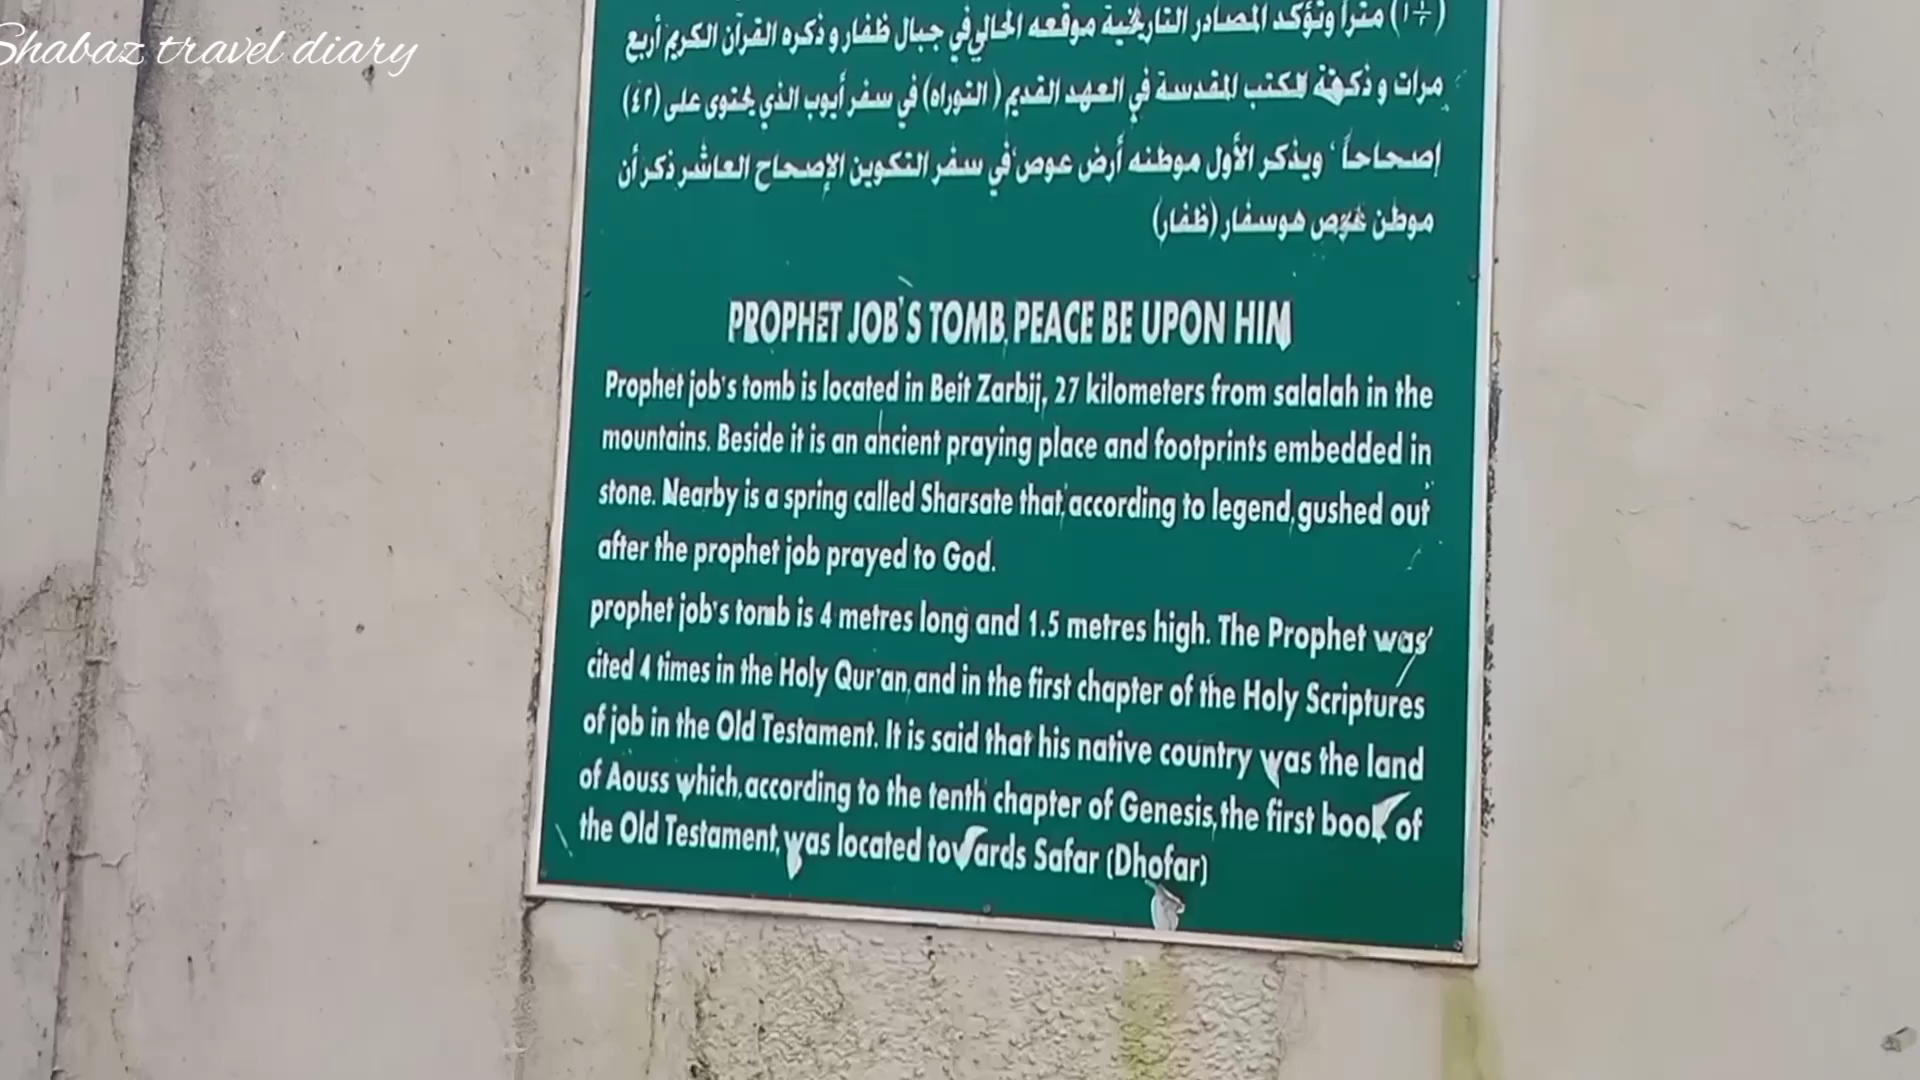 Shabaz travel diary
(١٫٢) متراً وتؤكد المصادر التاريخية موقعه الحالي في جبال ظفار و ذكره القرآن الكريم أربع
مرات و ذكرته الكتب المقدسة في العهد القديم ( التوراه) في سفر أيوب الذي يحتوى على (٤٢)
إصحاحاً ‘ ويذكر الأول موطنه أرض عوص‘ في سفر التكوين الإصحاح العاشر ذكر أن
موطن عوص هوسفار (ظفار)
PROPHET JOB'S TOMB, PEACE BE UPON HIM
Prophet job's tomb is located in Beit Zarbij, 27 kilometers from salalah in the
mountains. Beside it is an ancient praying place and footprints embedded in
stone. Nearby is a spring called Sharsate that, according to legend, gushed out
after the prophet job prayed to God.
prophet job's tomb is 4 metres long and 1.5 metres high. The Prophet was
cited 4 times in the Holy Qur'an, and in the first chapter of the Holy Scriptures
of job in the Old Testament. It is said that his native country was the land
of Aouss which, according to the tenth chapter of Genesis, the first book of
the Old Testament, was located towards Safar (Dhofar)